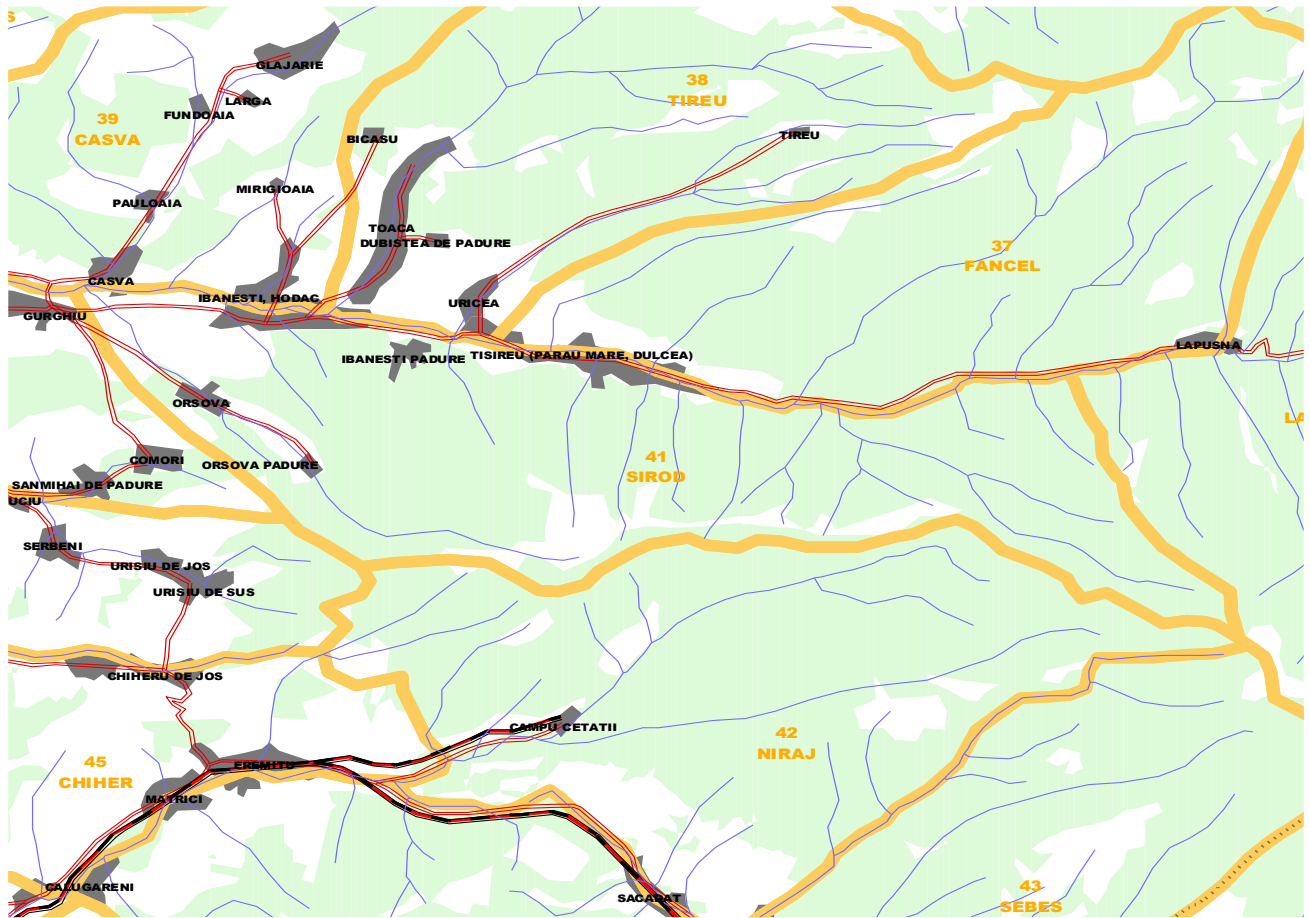 S
GLAJARIE
38
TIREU
LARGA
FUNDOAIA
39
CASVA
BICASU
TIREU
MIRIGIOAIA
PAULOAIA
TOACA
DUBISTEA DE PADURE
37
FANCEL
CASVA
IBANESTI, HODAC
URICEA
GURGHIU
LAPUSNA
IBANESTI PADURE
TISIREU (PARAU MARE, DULCEA)
ORSOVA
LA
COMORI
ORSOVA PADURE
41
SIROD
SANMIHAI DE PADURE
UCIU
SERBENI
URISIU DE JOS
URISIU DE SUS
CHIHERU DE JOS
CAMPU CETATII
42
NIRAJ
45
CHIHER
EREMITU
MATRICI
CALUGARENI
SACADAT
43
SEBES